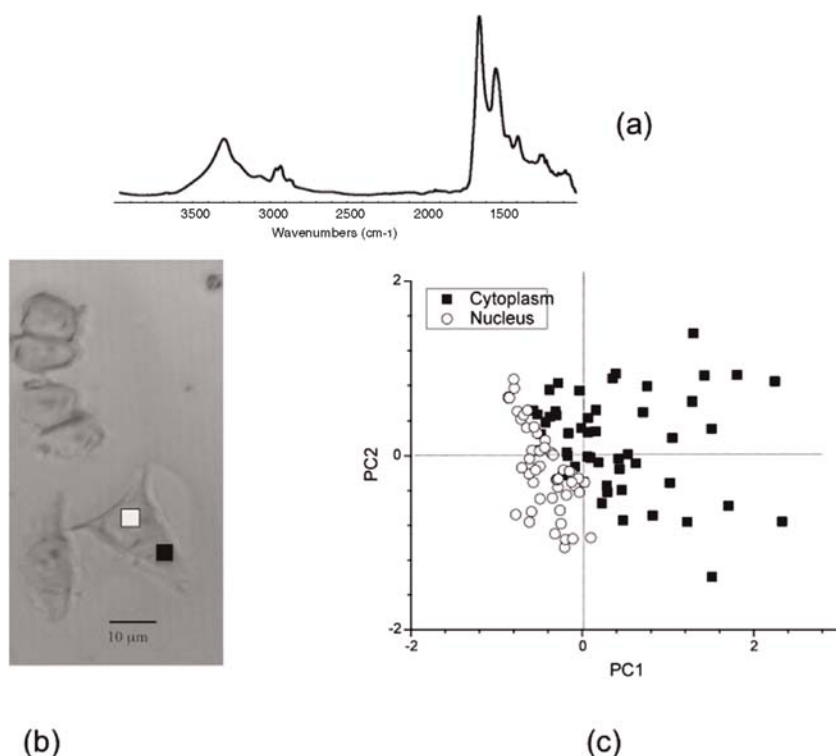 (a)
3500 3000 2500 2000 1500
Wavenumbers (cm-1)
10 µm
(b)
2
0
-2
-2 0 2
PC2
PC1
Cytoplasm
Nucleus
(c)